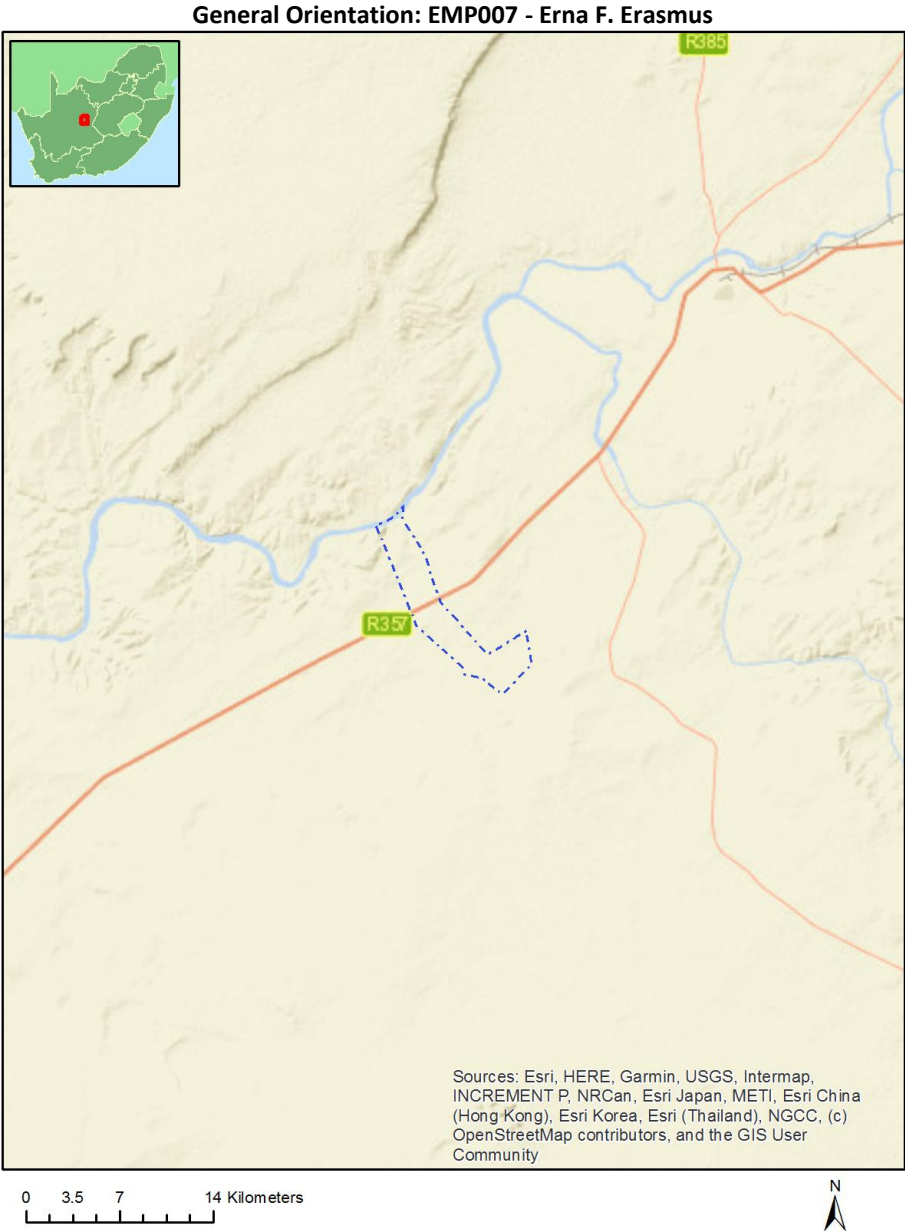 General Orientation: EMP007 - Erna F. Erasmus
R385
R357
Sources: Esri, HERE, Garmin, USGS, Intermap,
INCREMENT P, NRCan, Esri Japan, METI, Esri China
(Hong Kong), Esri Korea, Esri (Thailand), NGCC, (c)
OpenStreetMap contributors, and the GIS User
Community
0 3.5 7 14 Kilometers
N